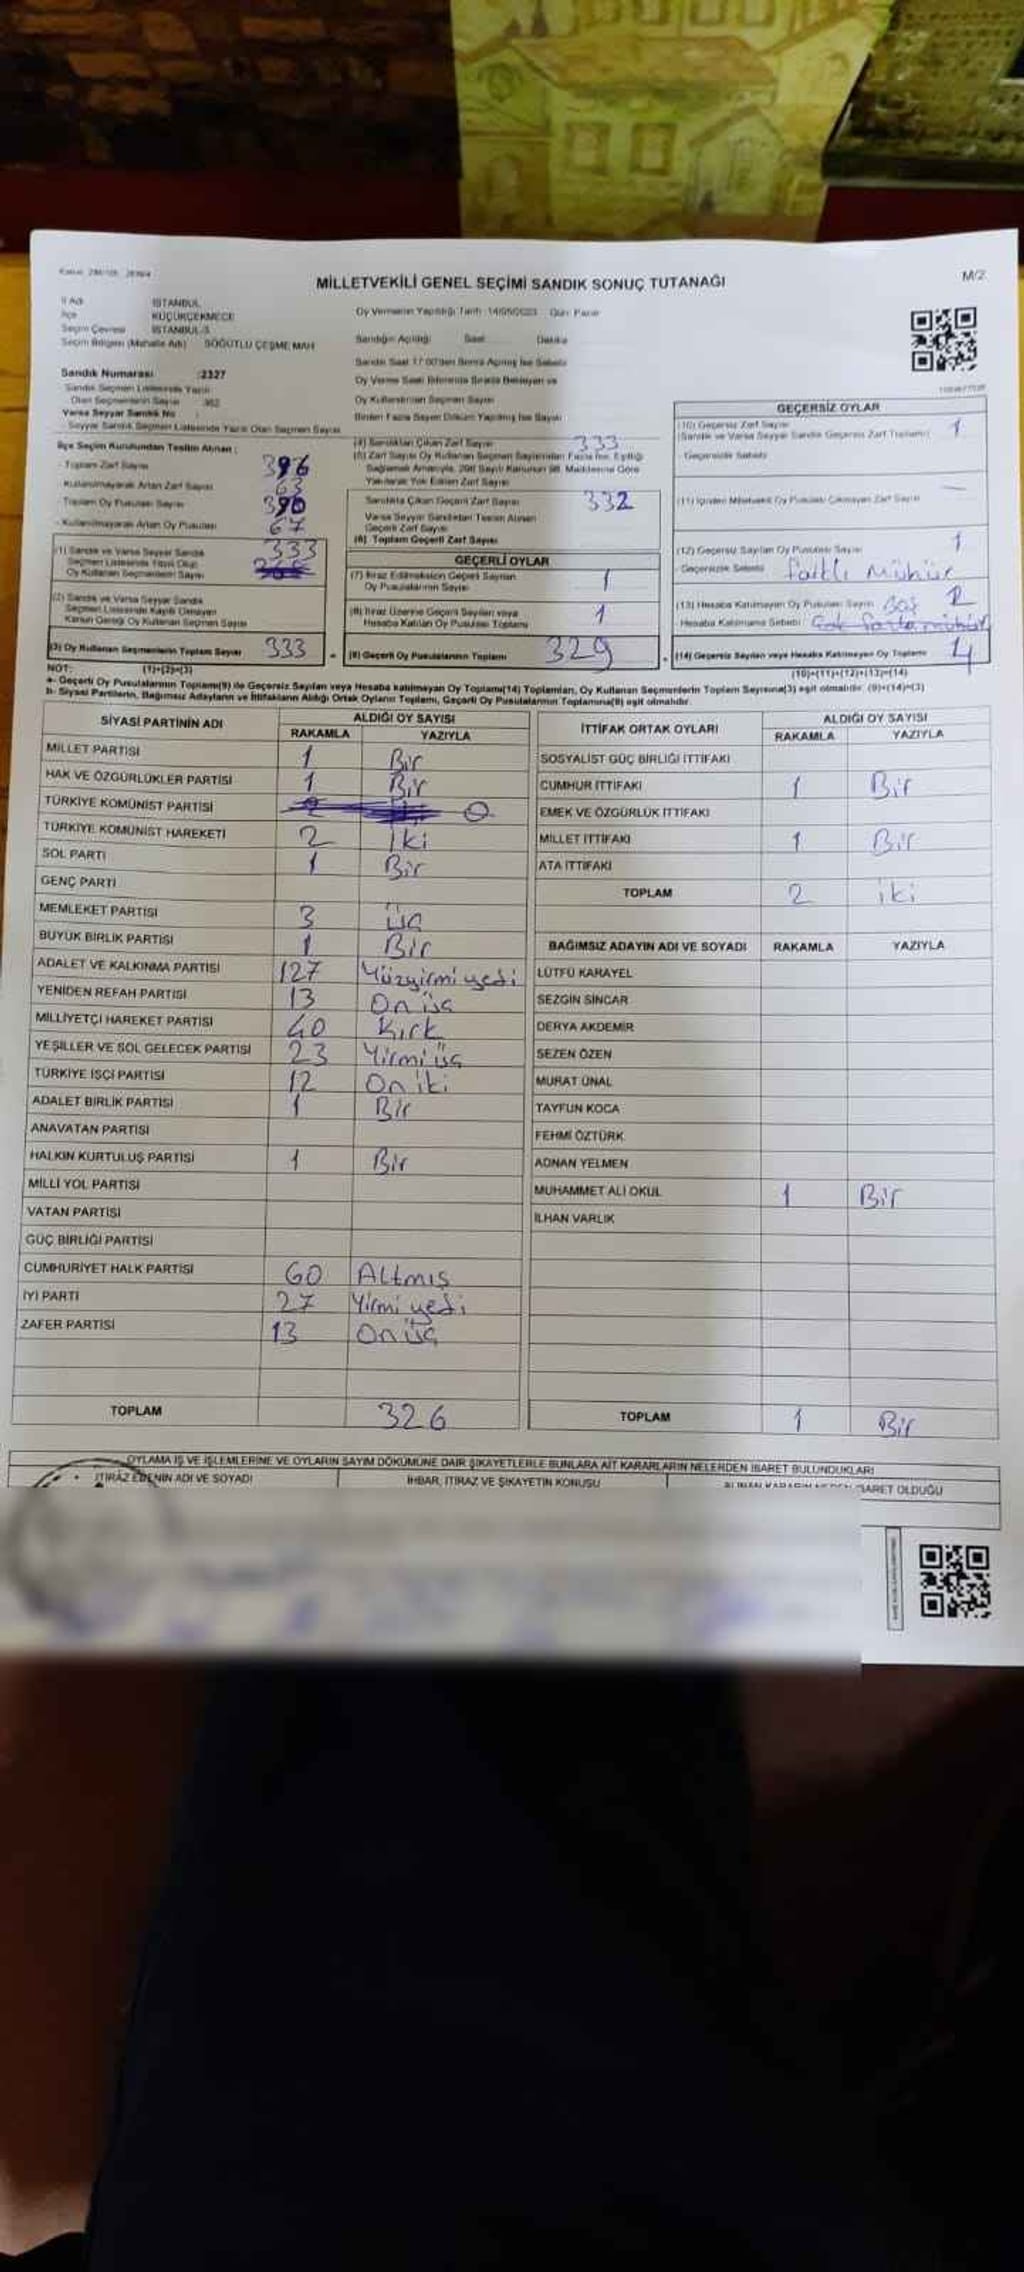 MİLLETVEKİLİ GENEL SEÇİMİ SANDIK SONUÇ TUTANAĞI
M/2
İl Adı İSTANBUL
İlçe KÜÇÜKÇEKMECE
Seçim Çevresi İSTANBUL-3
Seçim Bölgesi (Mahalle Adı) SÖĞÜTLÜ ÇEŞME MAH
Sandık Numarası :2327
Sandık Seçmen Listesinde Yazılı
Olan Seçmenlerin Sayısı
Varsa Seyyar Sandık No :
Seyyar Sandık Seçmen Listesinde Yazılı Olan Seçmen Sayısı
İlçe Seçim Kurulundan Teslim Alınan :
- Toplam Zarf Sayısı 396
- Kullanılmayarak Artan Zarf Sayısı 63
- Toplam Oy Pusulası Sayısı 390
- Kullanılmayarak Artan Oy Pusulası 67
(1) Sandık ve Varsa Seyyar Sandık
Seçmen Listesinde Yazılı Olup
Oy Kullanan Seçmenlerin Sayısı 333
(2) Sandık ve Varsa Seyyar Sandık
Seçmen Listesinde Kayıtlı Olmayan
Kanun Gereği Oy Kullanan Seçmen Sayısı
(3) Oy Kullanan Seçmenlerin Toplam Sayısı 333 =
(1)+(2)=(3)
Oy Vermenin Yapıldığı Tarih :14/05/2023 Gün: Pazar
Sandığın Açıldığı Saat Dakika
Sandık Saat 17:00'den Sonra Açılmış İse Sebebi
Oy Verme Saati Bitiminde Sırada Bekleyen ve
Oy Kullandırılan Seçmen Sayısı
Birden Fazla Sayım Döküm Yapılmış İse Sayısı
(4) Sandıktan Çıkan Zarf Sayısı 333
(5) Zarf Sayısı Oy Kullanan Seçmen Sayısından Fazla İse, Eşitliği
Sağlamak Amacıyla, 298 Sayılı Kanunun 98. Maddesine Göre
Yakılarak Yok Edilen Zarf Sayısı
Sandıkta Çıkan Geçerli Zarf Sayısı 332
Varsa Seyyar Sandıktan Teslim Alınan
Geçerli Zarf Sayısı
(6) Toplam Geçerli Zarf Sayısı
GEÇERLİ OYLAR
(7) İtiraz Edilmeksizin Geçerli Sayılan
Oy Pusulalarının Sayısı 1
(8) İtiraz Üzerine Geçerli Sayılan veya
Hesaba Katılan Oy Pusulaları Toplamı 1
(9) Geçerli Oy Pusulalarının Toplamı 329 +
GEÇERSİZ OYLAR
(10) Geçersiz Zarf Sayısı
(Sandık ve Varsa Seyyar Sandık Geçersiz Zarf Toplamı) 1
- Geçersizlik Sebebi
(11) İçinden Milletvekili Oy Pusulası Çıkmayan Zarf Sayısı —
(12) Geçersiz Sayılan Oy Pusulası Sayısı 1
- Geçersizlik Sebebi farklı Mühür
(13) Hesaba Katılmayan Oy Pusulası Sayısı Boş 2
Hesaba Katılmama Sebebi
(14) Geçersiz Sayılan veya Hesaba Katılmayan Oy Toplamı 4
(10)+(11)+(12)+(13)=(14)
NOT:
a- Geçerli Oy Pusulalarının Toplamı(9) ile Geçersiz Sayılan veya Hesaba katılmayan Oy Toplamı(14) Toplamları, Oy Kullanan Seçmenlerin Toplam Sayısına(3) eşit olmalıdır. (9)+(14)=(3)
b- Siyasi Partilerin, Bağımsız Adayların ve İttifakların Aldığı Ortak Oyların Toplamı, Geçerli Oy Pusulalarının Toplamına(9) eşit olmalıdır.
SİYASİ PARTİNİN ADI ALDIĞI OY SAYISI
RAKAMLA YAZIYLA
MİLLET PARTİSİ 1 Bir
HAK VE ÖZGÜRLÜKLER PARTİSİ 1 Bir
TÜRKİYE KOMÜNİST PARTİSİ 0
TÜRKİYE KOMÜNİST HAREKETİ 2 İki
SOL PARTİ 1 Bir
GENÇ PARTİ
MEMLEKET PARTİSİ 3 Üç
BÜYÜK BİRLİK PARTİSİ 1 Bir
ADALET VE KALKINMA PARTİSİ 127 Yüzyirmi yedi
YENİDEN REFAH PARTİSİ 13 On üç
MİLLİYETÇİ HAREKET PARTİSİ 40 Kırk
YEŞİLLER VE SOL GELECEK PARTİSİ 23 Yirmi üç
TÜRKİYE İŞÇİ PARTİSİ 12 On iki
ADALET BİRLİK PARTİSİ 1 Bir
ANAVATAN PARTİSİ
HALKIN KURTULUŞ PARTİSİ 1 Bir
MİLLİ YOL PARTİSİ
VATAN PARTİSİ
GÜÇ BİRLİĞİ PARTİSİ
CUMHURİYET HALK PARTİSİ 60 Altmış
İYİ PARTİ 27 Yirmi yedi
ZAFER PARTİSİ 13 On üç
TOPLAM 326
İTTİFAK ORTAK OYLARI ALDIĞI OY SAYISI
RAKAMLA YAZIYLA
SOSYALİST GÜÇ BİRLİĞİ İTTİFAKI
CUMHUR İTTİFAKI 1 Bir
EMEK VE ÖZGÜRLÜK İTTİFAKI
MİLLET İTTİFAKI 1 Bir
ATA İTTİFAKI
TOPLAM 2 iki
BAĞIMSIZ ADAYIN ADI VE SOYADI RAKAMLA YAZIYLA
LÜTFÜ KARAYEL
SEZGİN SİNCAR
DERYA AKDEMİR
SEZEN ÖZEN
MURAT ÜNAL
TAYFUN KOCA
FEHMİ ÖZTÜRK
ADNAN YELMEN
MUHAMMET ALİ OKUL 1 Bir
İLHAN VARLIK
TOPLAM 1 Bir
OYLAMA İŞ VE İŞLEMLERİNE VE OYLARIN SAYIM DÖKÜMÜNE DAİR ŞİKAYETLERLE BUNLARA AİT KARARLARIN NELERDEN İBARET BULUNDUKLARI
İTİRAZ EDENİN ADI VE SOYADI İHBAR, İTİRAZ VE ŞİKAYETİN KONUSU ALINAN KARARIN NEDEN İBARET OLDUĞU